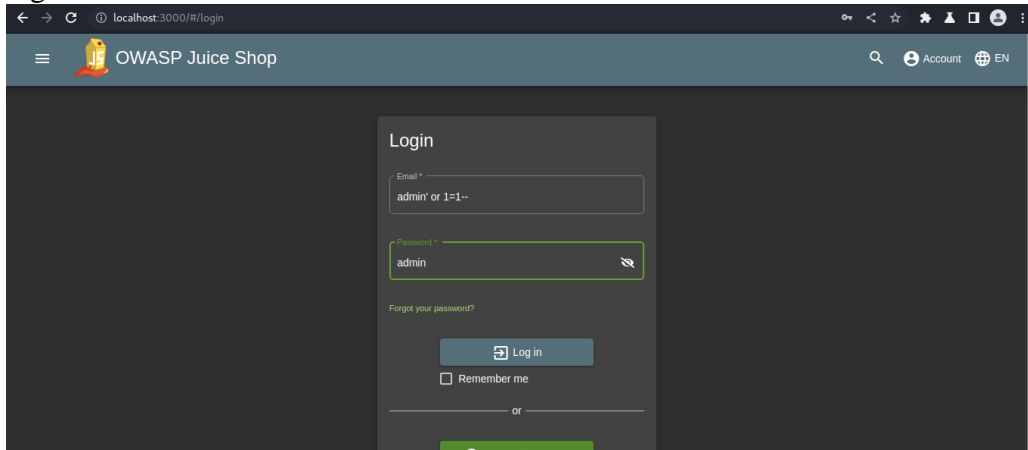 localhost:3000/#/login
OWASP Juice Shop
Account
EN
Login
Email *
admin' or 1=1--
Password *
admin
Forgot your password?
Log in
Remember me
or